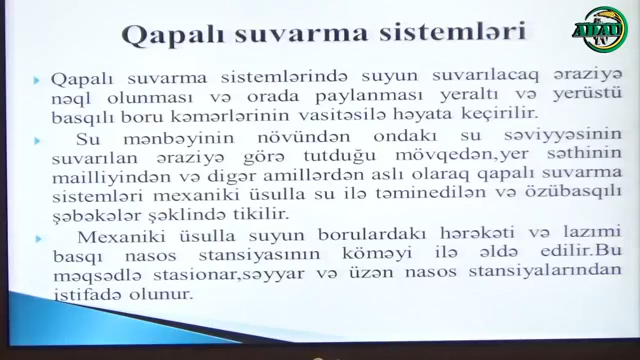 Qapalı suvarma sistemləri
ADAU
Qapalı suvarma sistemlərində suyun suvarılacaq əraziyə
nəql olunması və orada paylanması yeraltı və yerüstü
basqılı boru kəmərlərinin vasitəsilə həyata keçirilir.
Su mənbəyinin növündən ondakı su səviyyəsinin
suvarılan əraziyə görə tutduğu mövqedən,yer səthinin
mailliyindən və digər amillərdən aslı olaraq qapalı suvarma
sistemləri mexaniki üsulla su ilə təminedilən və özübasqılı
şəbəkələr şəklində tikilir.
Mexaniki üsulla suyun borulardakı hərəkəti və lazımi
basqı nasos stansiyasının köməyi ilə əldə edilir.Bu
məqsədlə stasionar,səyyar və üzən nasos stansiyalarından
istifadə olunur.